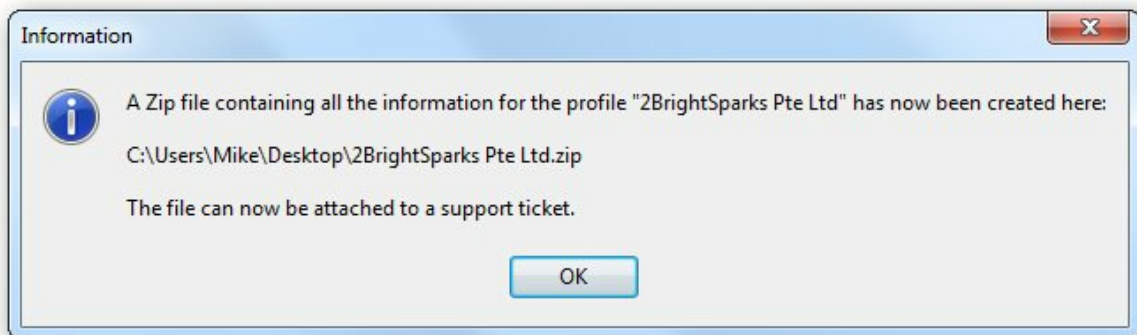 Information
A Zip file containing all the information for the profile "2BrightSparks Pte Ltd" has now been created here:
C:\Users\Mike\Desktop\2BrightSparks Pte Ltd.zip
The file can now be attached to a support ticket.
OK